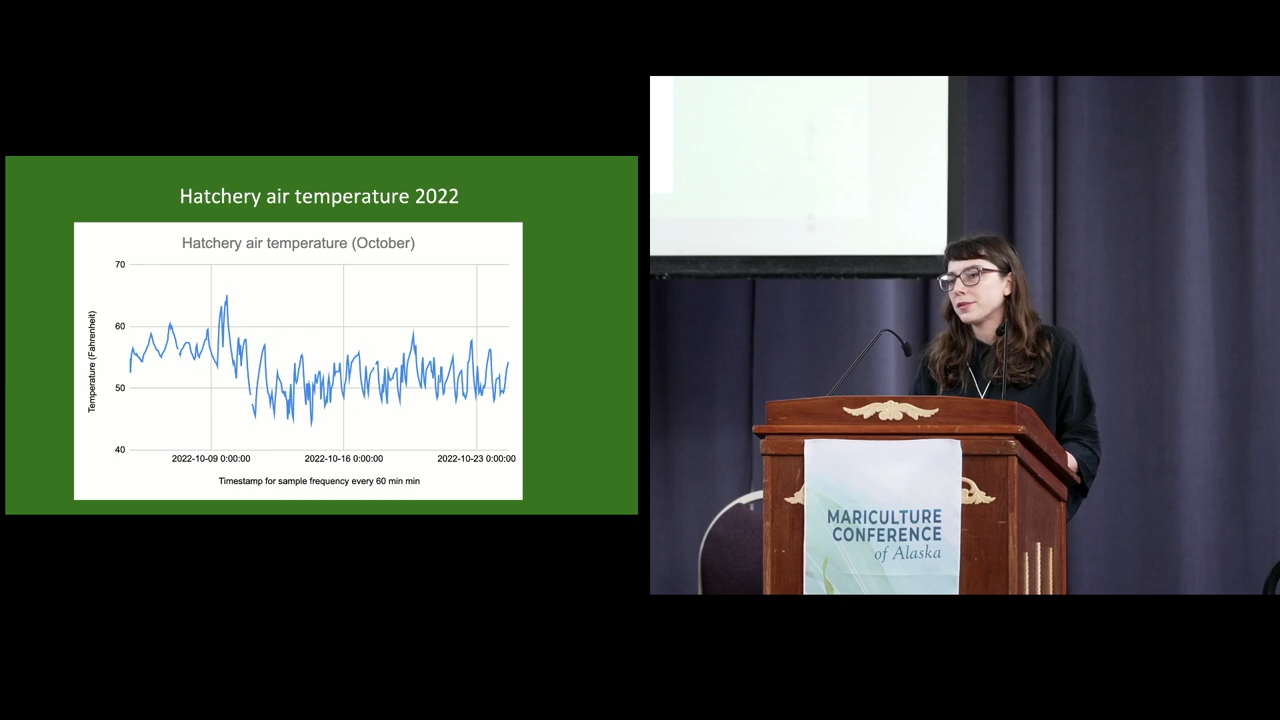 Hatchery air temperature 2022
Hatchery air temperature (October)
70
60
50
40
Temperature (Fahrenheit)
2022-10-09 0:00:00
2022-10-16 0:00:00
2022-10-23 0:00:00
Timestamp for sample frequency every 60 min min
MARICULTURE
CONFERENCE
of Alaska